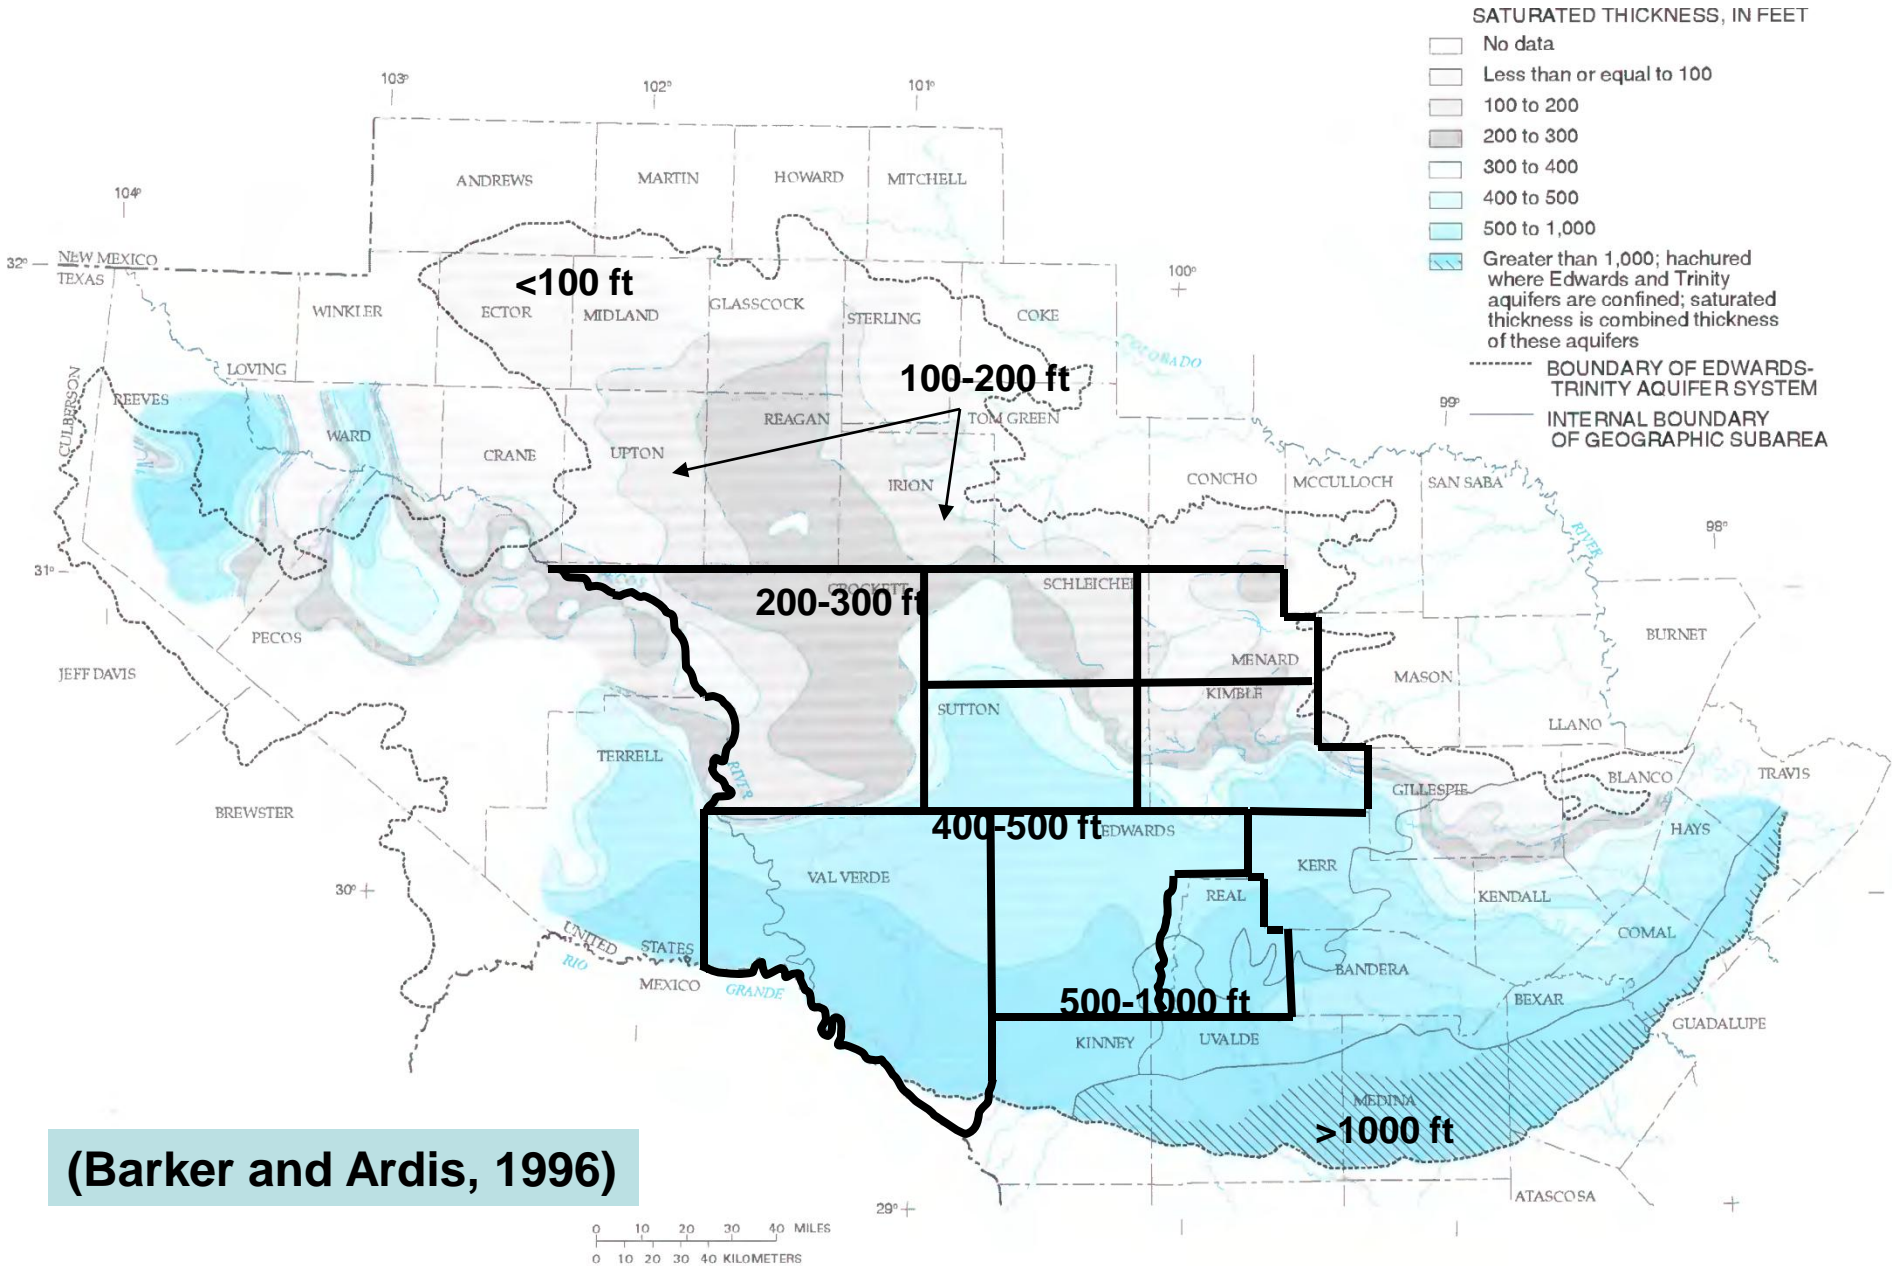 SATURATED THICKNESS, IN FEET
No data
Less than or equal to 100
100 to 200
200 to 300
300 to 400
400 to 500
500 to 1,000
Greater than 1,000; hachured
where Edwards and Trinity
aquifers are confined; saturated
thickness is combined thickness
of these aquifers
BOUNDARY OF EDWARDS-
TRINITY AQUIFER SYSTEM
INTERNAL BOUNDARY
OF GEOGRAPHIC SUBAREA
103°
102°
101°
104°
100°
99°
98°
32°
31°
30°
29°
NEW MEXICO
TEXAS
ANDREWS
MARTIN
HOWARD
MITCHELL
<100 ft
WINKLER
ECTOR
MIDLAND
GLASSCOCK
STERLING
COKE
COLORADO
RIVER
LOVING
CULBERSON
REEVES
WARD
CRANE
UPTON
REAGAN
100-200 ft
TOM GREEN
IRION
CONCHO
MCCULLOCH
SAN SABA
CROCKETT
200-300 ft
SCHLEICHER
PECOS
JEFF DAVIS
MENARD
KIMBLE
MASON
BURNET
LLANO
SUTTON
TERRELL
RIVER
BREWSTER
GILLESPIE
BLANCO
TRAVIS
400-500 ft
EDWARDS
HAYS
VAL VERDE
KERR
REAL
KENDALL
COMAL
UNITED
STATES
MEXICO
RIO
GRANDE
BANDERA
BEXAR
GUADALUPE
500-1000 ft
KINNEY
UVALDE
MEDINA
>1000 ft
ATASCOSA
(Barker and Ardis, 1996)
0 10 20 30 40 MILES
0 10 20 30 40 KILOMETERS